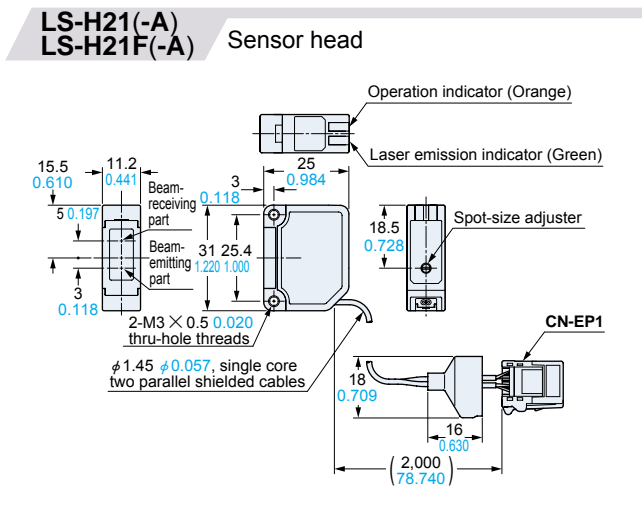 LS-H21(-A)
LS-H21F(-A)
Sensor head
Operation indicator (Orange)
Laser emission indicator (Green)
15.5
0.610
11.2
0.441
25
0.984
3
0.118
5 0.197
Beam-
receiving
part
Beam-
emitting
part
31 25.4
1.220 1.000
3
0.118
18.5
0.728
Spot-size adjuster
2-M3 × 0.5 0.020
thru-hole threads
φ1.45 φ0.057, single core
two parallel shielded cables
CN-EP1
18
0.709
16
0.630
(2,000
78.740)